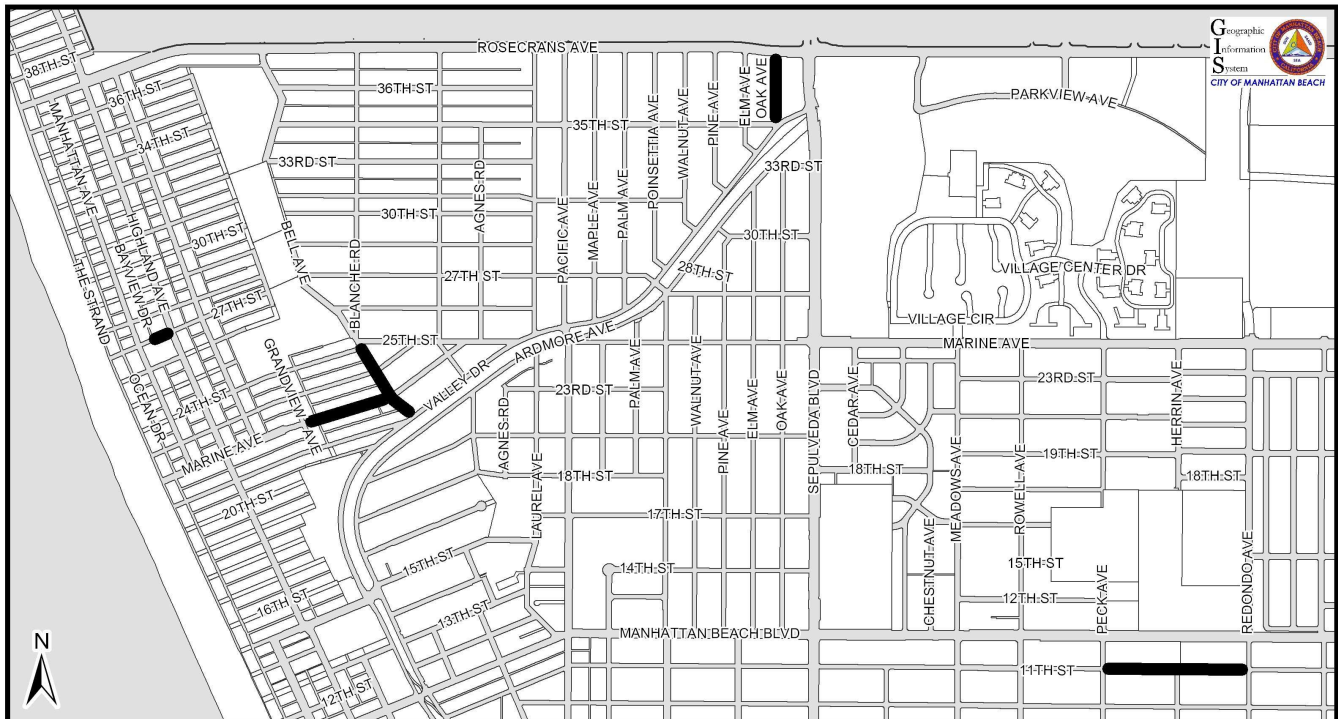 Geographic
Information
System
CITY OF MANHATTAN BEACH
ROSECRANS AVE
38TH ST
36TH ST
36TH ST
PARKVIEW AVE
MANHATTAN AVE
34TH ST
35TH ST
POINSETTIA AVE
WALNUT AVE
PINE AVE
ELM AVE
OAK AVE
33RD ST
33RD ST
AGNES RD
PACIFIC AVE
MAPLE AVE
PALM AVE
30TH ST
30TH ST
30TH ST
HIGHLAND AVE
BAYVIEW DR
BELL AVE
BLANCHE RD
THE STRAND
27TH ST
27TH ST
28TH ST
VILLAGE CENTER DR
VILLAGE CIR
25TH ST
ARDMORE AVE
MARINE AVE
GRANDVIEW AVE
VALLEY DR
OCEAN DR
24TH ST
23RD ST
23RD ST
PALM AVE
WALNUT AVE
PINE AVE
ELM AVE
OAK AVE
SEPULVEDA BLVD
CEDAR AVE
HERRIN AVE
MARINE AVE
AGNES RD
LAUREL AVE
18TH ST
18TH ST
19TH ST
18TH ST
20TH ST
17TH ST
MEADOWS AVE
ROWELL AVE
CHESTNUT AVE
15TH ST
14TH ST
15TH ST
16TH ST
13TH ST
12TH ST
PECK AVE
REDONDO AVE
MANHATTAN BEACH BLVD
12TH ST
11TH ST
N